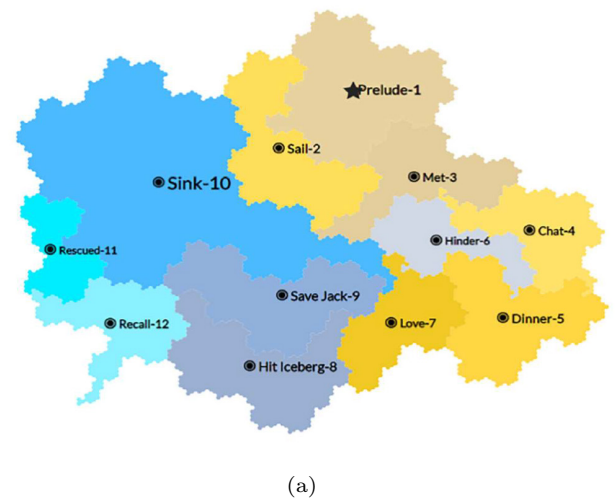 Prelude-1
Sail-2
Met-3
Sink-10
Chat-4
Hinder-6
Rescued-11
Save Jack-9
Dinner-5
Recall-12
Love-7
Hit Iceberg-8
(a)